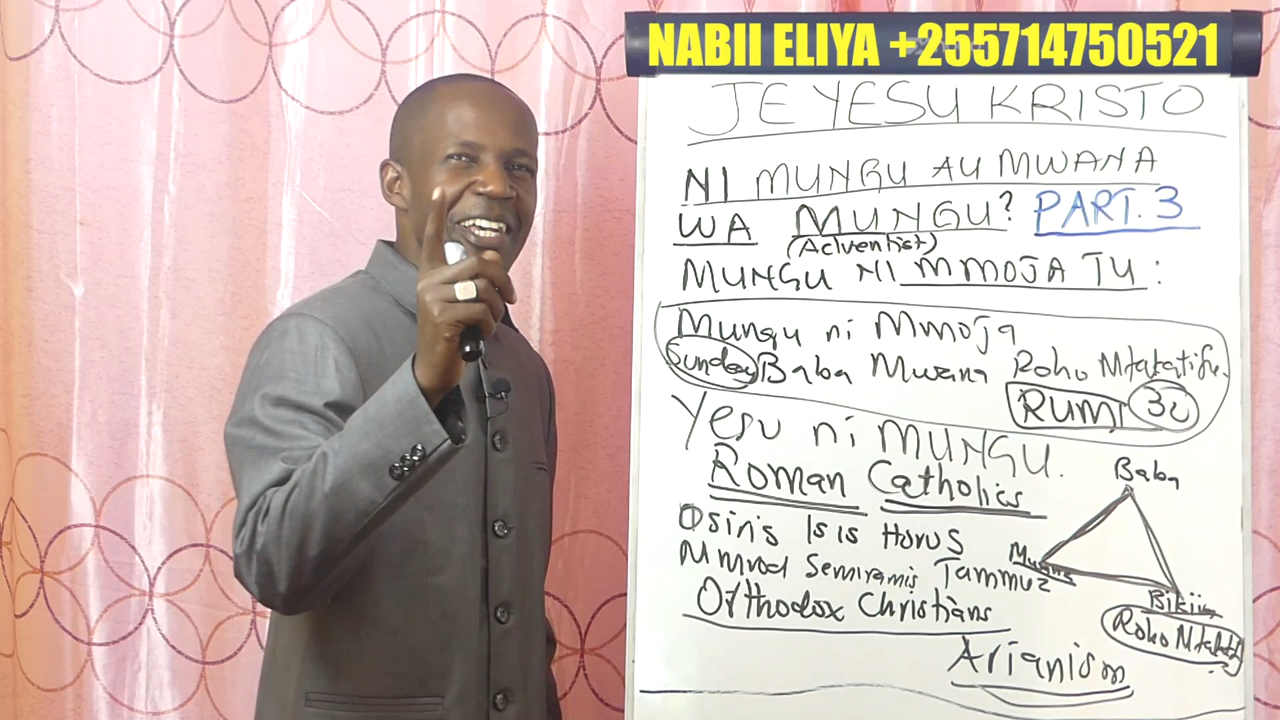 NABII ELIYA +255714750521
JE YESU KRISTO
NI MUNGU AU MWANA
WA MUNGU? PART.3
(Adventist)
MUNGU NI MMOJA TU:
Mungu ni Mmoja
Sunday Baba Mwana Roho Mtakatifu
RUMI
Yesu ni MUNGU.
Roman Catholics
Baba
Osiris Isis Horus
Mwana
Nimrod Semiramis Tammuz
Orthodox Christians
Roho
Arianism